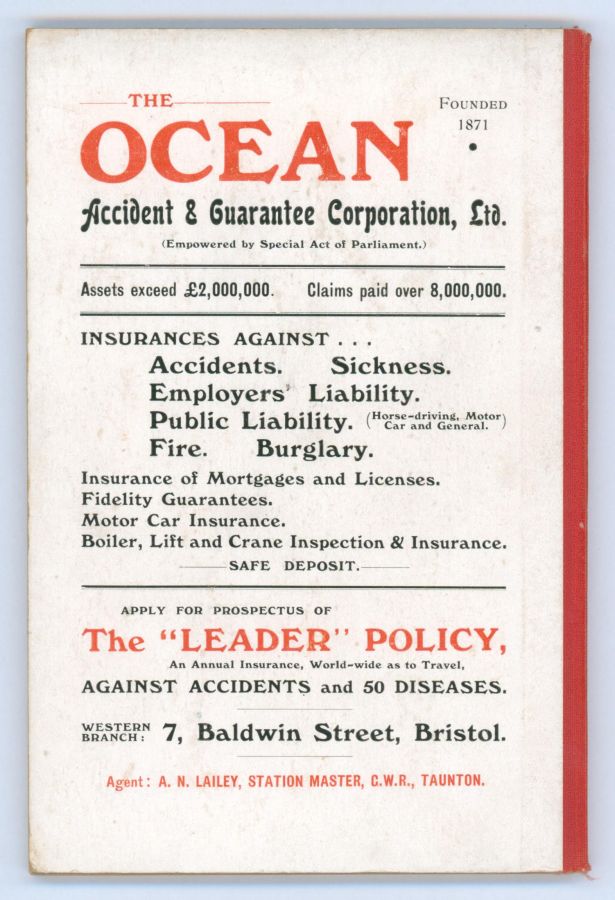 THE
FOUNDED
1871
OCEAN
Accident & Guarantee Corporation, Ltd.
(Empowered by Special Act of Parliament.)
Assets exceed £2,000,000. Claims paid over 8,000,000.
INSURANCES AGAINST . . .
Accidents. Sickness.
Employers' Liability.
Public Liability. (Horse-driving, Motor
Car and General.)
Fire. Burglary.
Insurance of Mortgages and Licenses.
Fidelity Guarantees.
Motor Car Insurance.
Boiler, Lift and Crane Inspection & Insurance.
SAFE DEPOSIT.
APPLY FOR PROSPECTUS OF
The "LEADER" POLICY,
An Annual Insurance, World-wide as to Travel,
AGAINST ACCIDENTS and 50 DISEASES.
WESTERN
BRANCH: 7, Baldwin Street, Bristol.
Agent: A. N. LAILEY, STATION MASTER, G.W.R., TAUNTON.